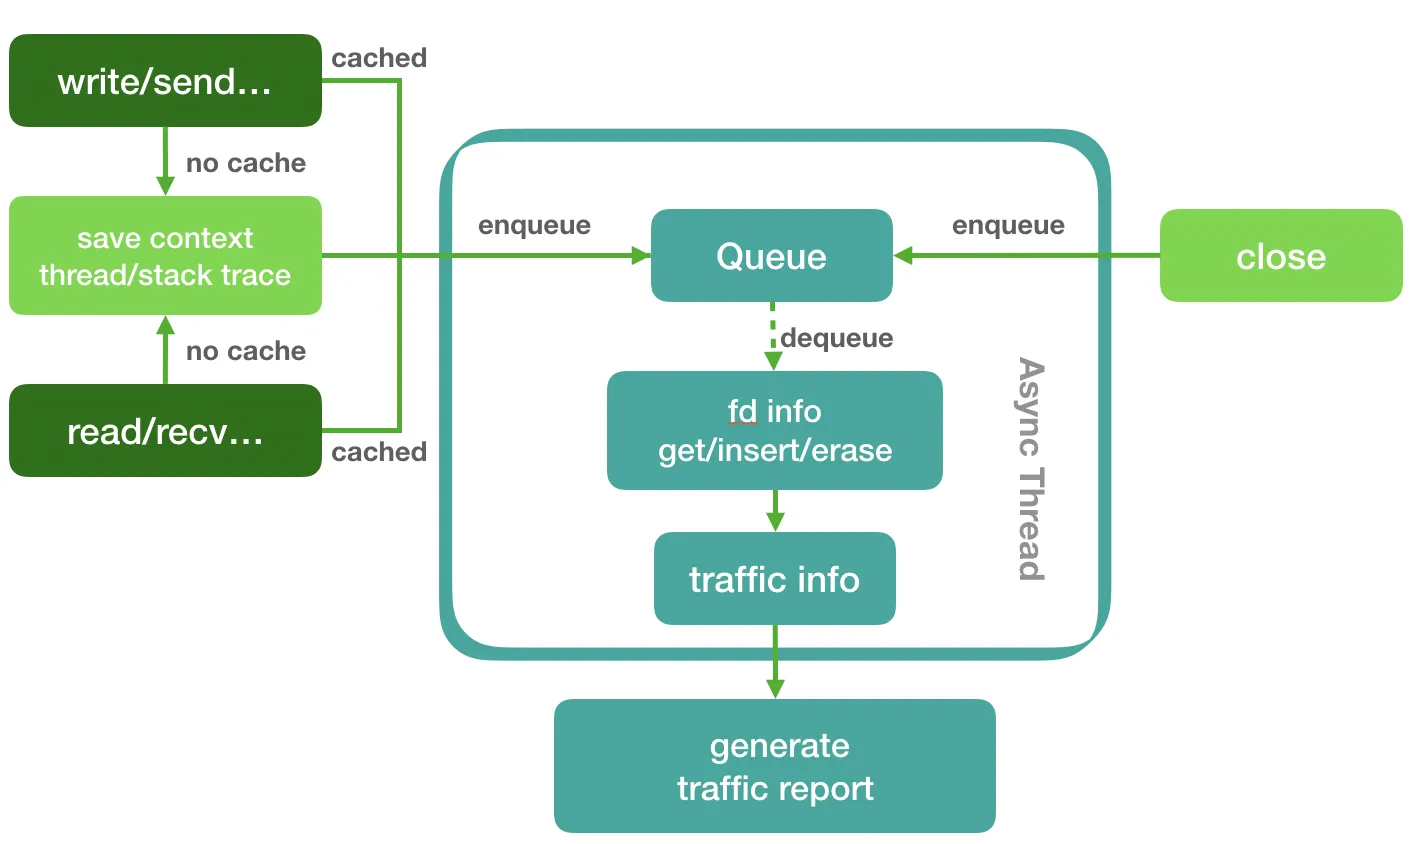 write/send...
cached
no cache
save context
thread/stack trace
no cache
read/recv...
cached
enqueue
Queue
enqueue
close
dequeue
fd info
get/insert/erase
Async Thread
traffic info
generate
traffic report